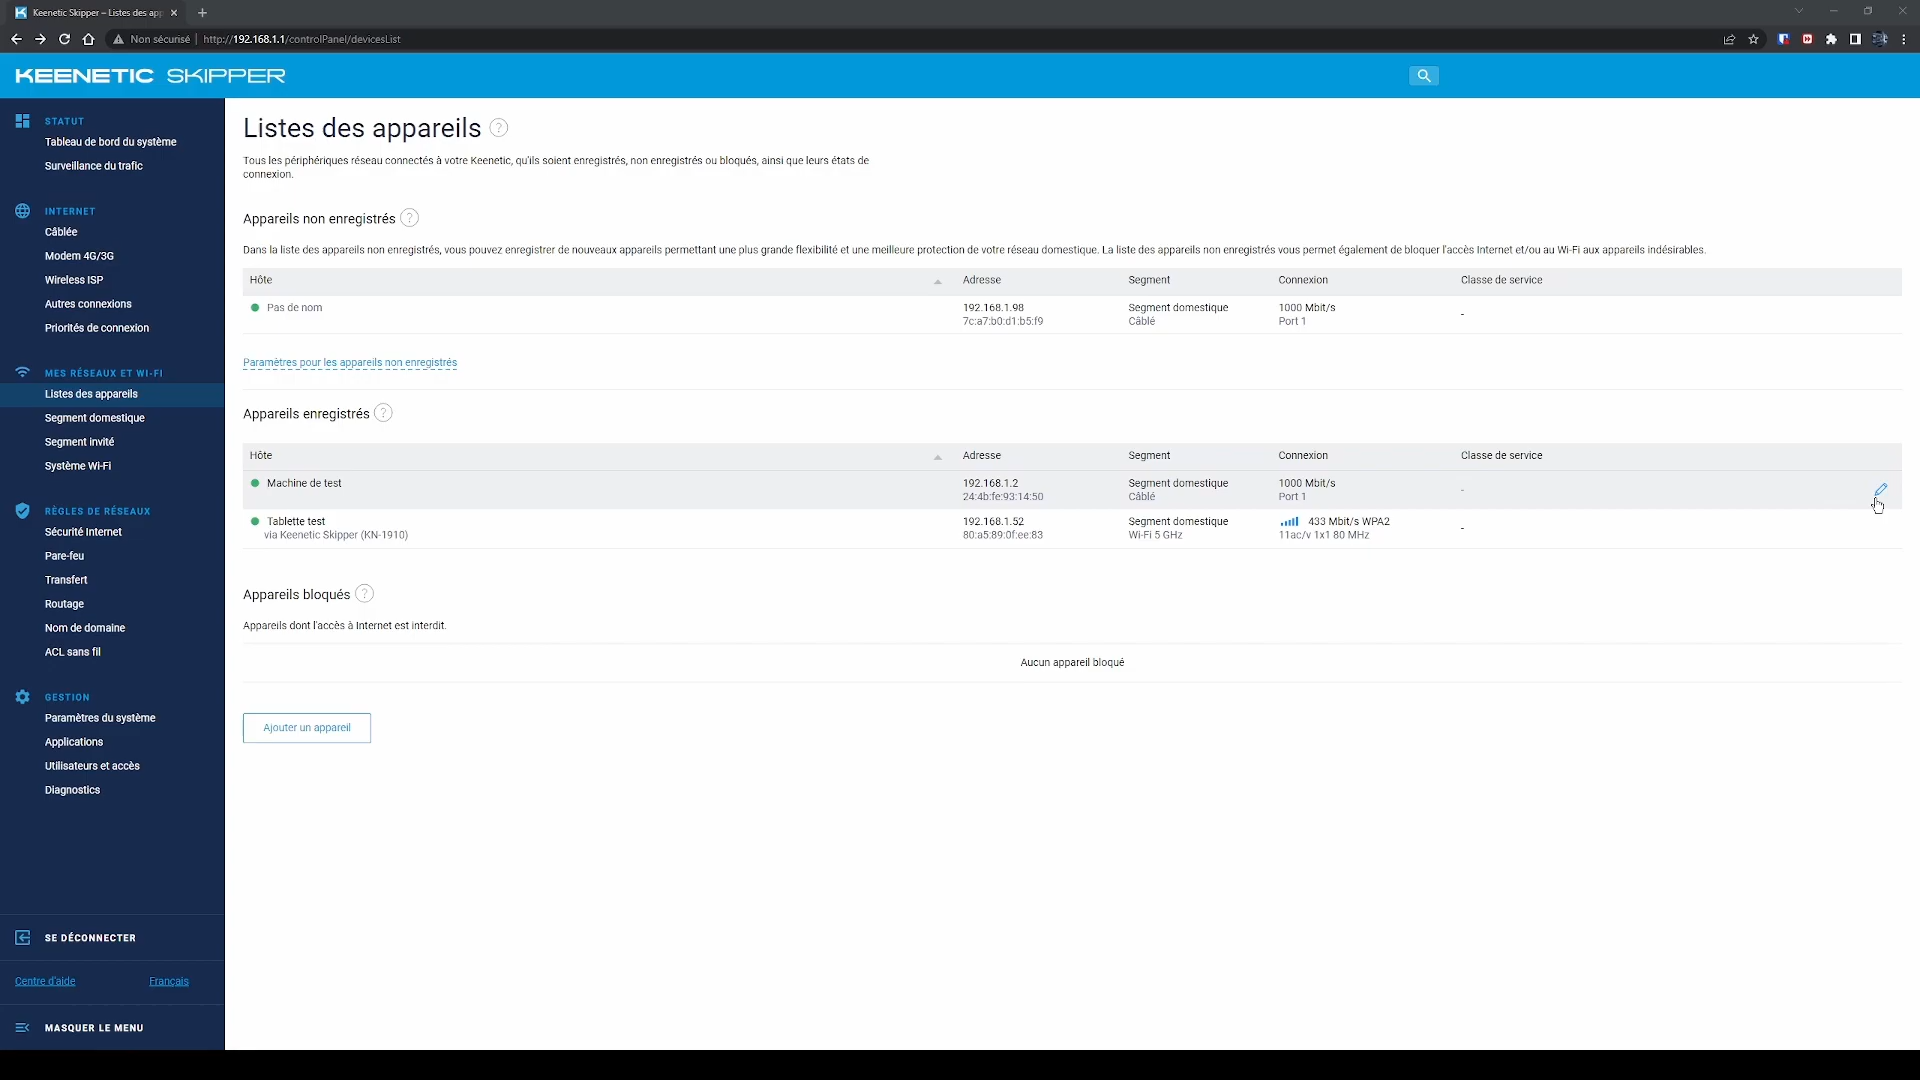 Keenetic Skipper – Listes des app
Non sécurisé
http://192.168.1.1/controlPanel/devicesList
KEENETIC SKIPPER
STATUT
Tableau de bord du système
Surveillance du trafic
INTERNET
Câblée
Modem 4G/3G
Wireless ISP
Autres connexions
Priorités de connexion
MES RÉSEAUX ET WI-FI
Listes des appareils
Segment domestique
Segment invité
Système Wi-Fi
RÈGLES DE RÉSEAUX
Sécurité Internet
Pare-feu
Transfert
Routage
Nom de domaine
ACL sans fil
GESTION
Paramètres du système
Applications
Utilisateurs et accès
Diagnostics
SE DÉCONNECTER
Centre d'aide Français
MASQUER LE MENU
Listes des appareils ?
Tous les périphériques réseau connectés à votre Keenetic, qu'ils soient enregistrés, non enregistrés ou bloqués, ainsi que leurs états de
connexion.
Appareils non enregistrés ?
Dans la liste des appareils non enregistrés, vous pouvez enregistrer de nouveaux appareils permettant une plus grande flexibilité et une meilleure protection de votre réseau domestique. La liste des appareils non enregistrés vous permet également de bloquer l'accès Internet et/ou au Wi-Fi aux appareils indésirables.
Hôte Adresse Segment Connexion Classe de service
Pas de nom 192.168.1.98 Segment domestique 1000 Mbit/s -
7c:a7:b0:d1:b5:f9 Câblé Port 1
Paramètres pour les appareils non enregistrés
Appareils enregistrés ?
Hôte Adresse Segment Connexion Classe de service
Machine de test 192.168.1.2 Segment domestique 1000 Mbit/s -
24:4b:fe:93:14:50 Câblé Port 1
Tablette test 192.168.1.52 Segment domestique 433 Mbit/s WPA2 -
via Keenetic Skipper (KN-1910) 80:a5:89:0f:ee:83 Wi-Fi 5 GHz 11ac/v 1x1 80 MHz
Appareils bloqués ?
Appareils dont l'accès à Internet est interdit.
Aucun appareil bloqué
Ajouter un appareil